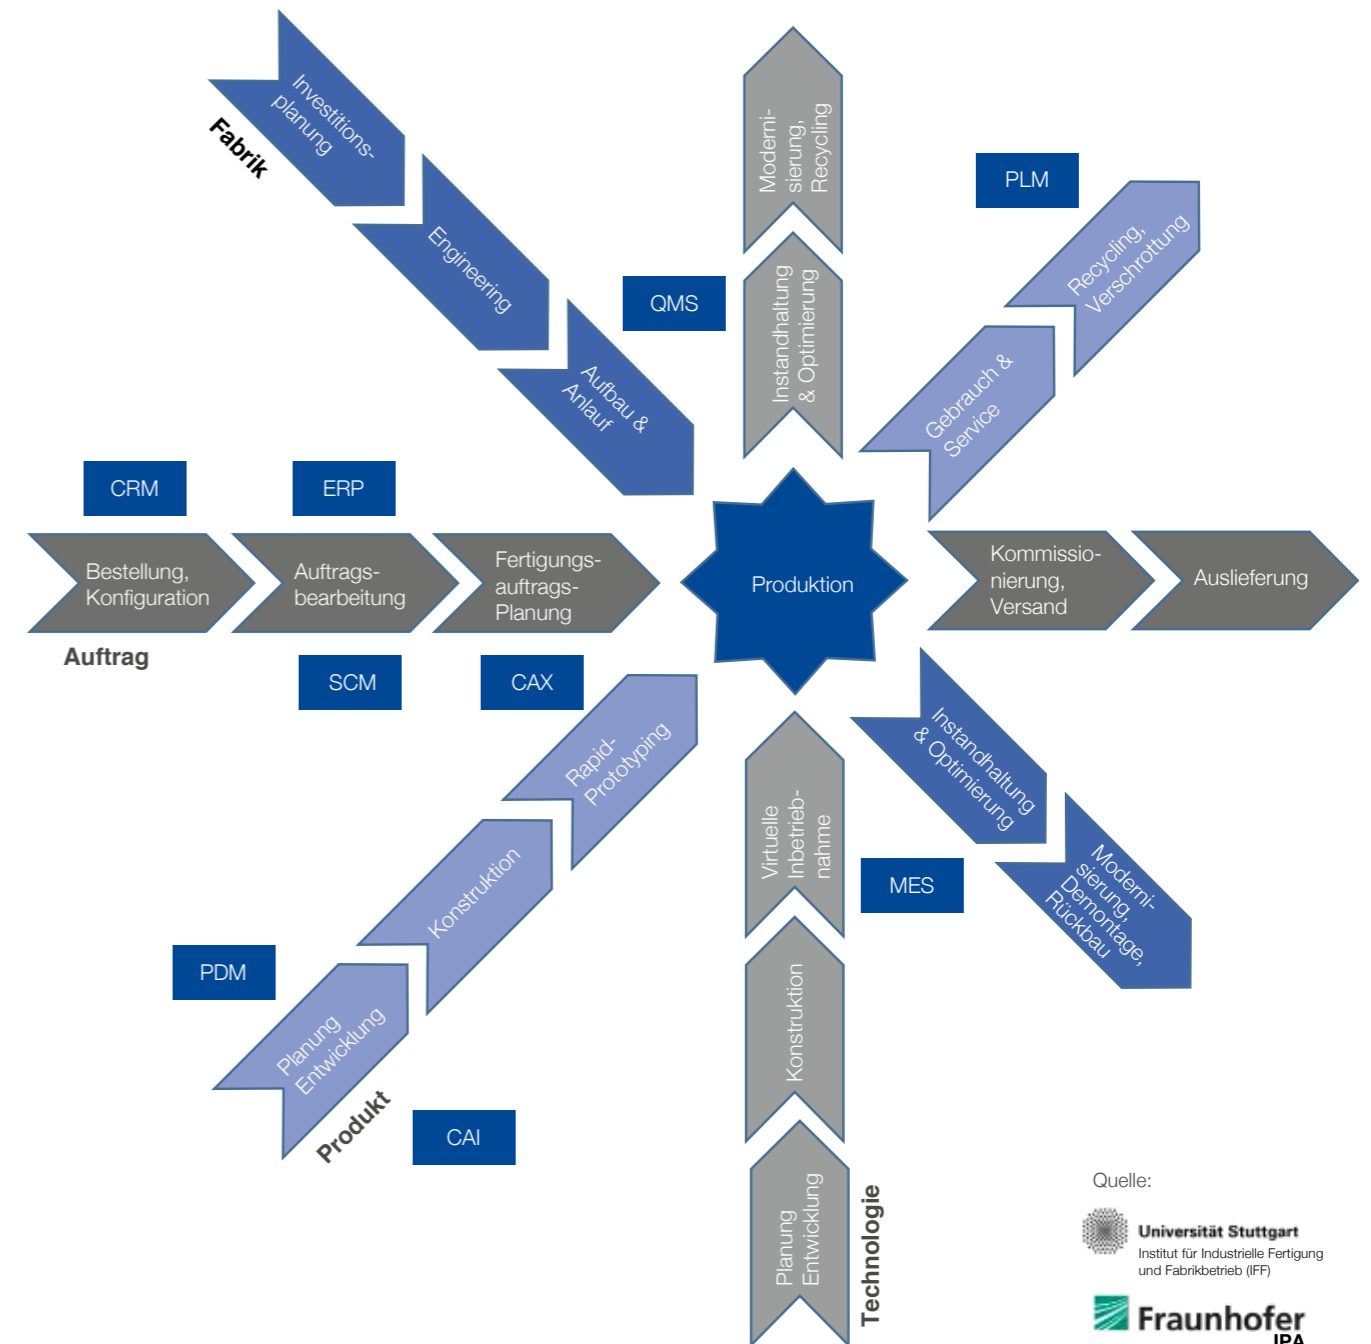 Investitions-
planung
Fabrik
Engineering
Aufbau &
Anlauf
Moderni-
sierung,
Recycling
Instandhaltung
& Optimierung
QMS
PLM
Recycling,
Verschrottung
Gebrauch &
Service
CRM
ERP
Bestellung,
Konfiguration
Auftrags-
bearbeitung
Fertigungs-
auftrags-
Planung
Produktion
Kommissio-
nierung,
Versand
Auslieferung
Auftrag
SCM
CAX
Rapid-
Prototyping
Konstruktion
PDM
Planung
Entwicklung
Produkt
CAI
Virtuelle
Inbetrieb-
nahme
MES
Konstruktion
Planung
Entwicklung
Technologie
Instandhaltung
& Optimierung
Moderni-
sierung,
Demontage,
Rückbau
Quelle:
Universität Stuttgart
Institut für Industrielle Fertigung
und Fabrikbetrieb (IFF)
Fraunhofer
IPA